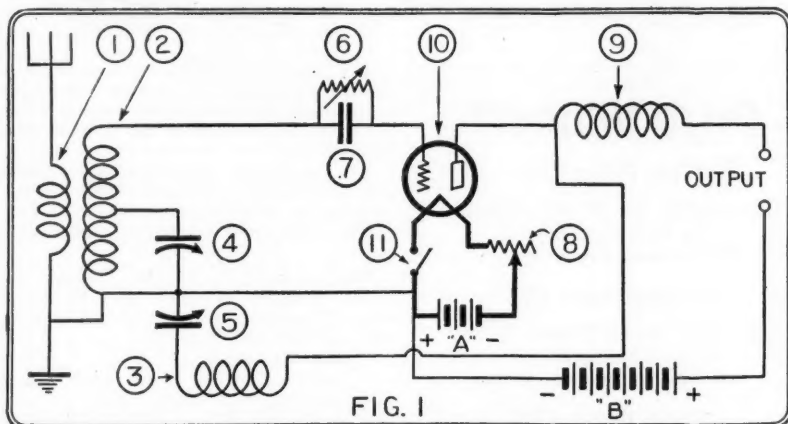 1 2 6 10 9
7
OUTPUT
4 11 8
5
+ "A" -
3
- "B" +
FIG. 1